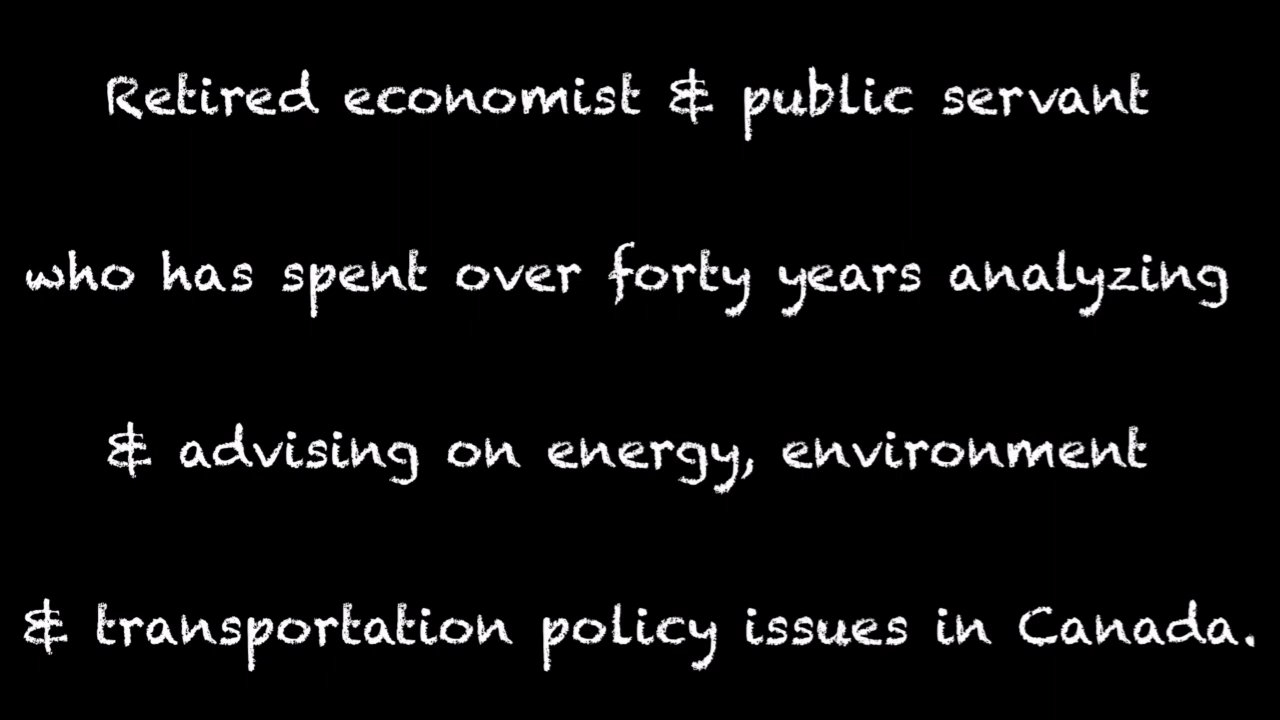 Retired economist & public servant
who has spent over forty years analyzing
& advising on energy, environment
& transportation policy issues in Canada.